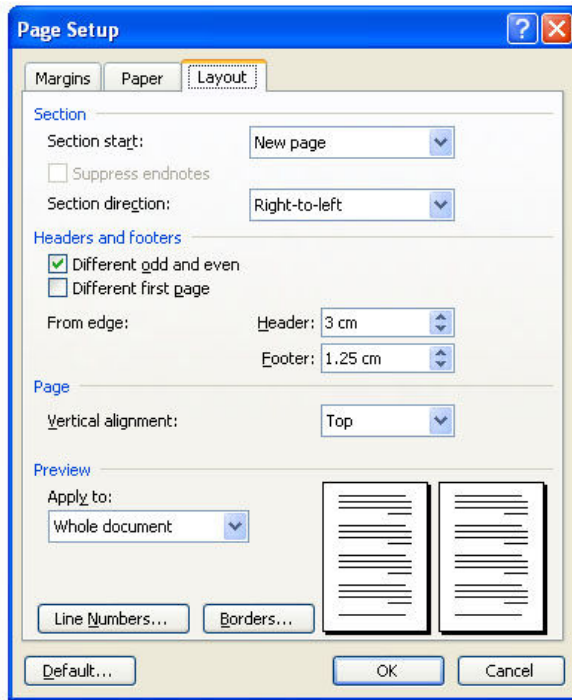 Page Setup
Margins Paper Layout
Section
Section start: New page
Suppress endnotes
Section direction: Right-to-left
Headers and footers
Different odd and even
Different first page
From edge: Header: 3 cm
Footer: 1.25 cm
Page
Vertical alignment: Top
Preview
Apply to:
Whole document
Line Numbers... Borders...
Default... OK Cancel